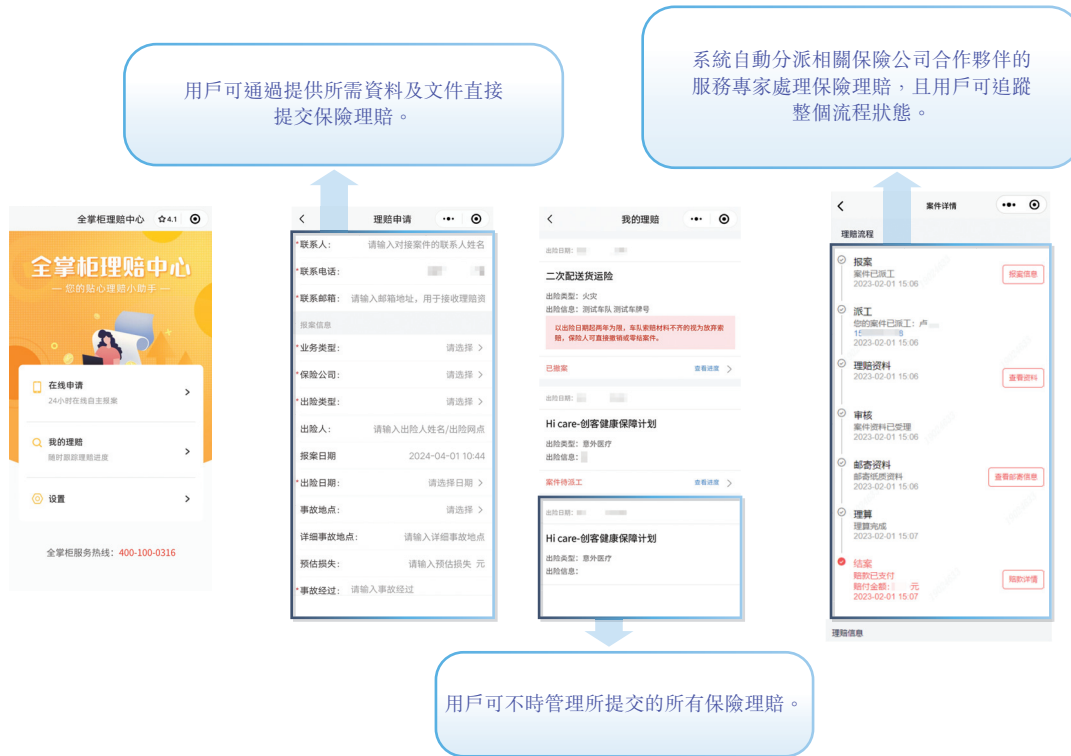 用戶可通過提供所需資料及文件直接
提交保險理賠。
系統自動分派相關保險公司合作夥伴的
服務專家處理保險理賠,且用戶可追蹤
整個流程狀態。
全掌柜理赔中心 ☆4.1
全掌柜理赔中心
— 您的贴心理赔小助手 —
在线申请
24小时在线自主报案
我的理赔
随时跟踪理赔进度
设置
全掌柜服务热线：400-100-0316
理赔申请
*联系人： 请输入对接案件的联系人姓名
*联系电话:
*联系邮箱: 请输入邮箱地址，用于接收理赔资
报案信息
*业务类型： 请选择 >
*保险公司： 请选择 >
*出险类型： 请选择 >
出险人： 请输入出险人姓名/出险网点
报案日期 2024-04-01 10:44
*出险日期： 请选择日期 >
事故地点： 请选择 >
详细事故地点： 请输入详细事故地点
预估损失： 请输入预估损失 元
*事故经过： 请输入事故经过
我的理赔
出险日期:
二次配送货运险
出险类型：火灾
出险信息：测试车队 测试车牌号
以出险日期起两年为限，车队索赔材料不齐的视为放弃索
赔，保险人可直接撤销或零结案件。
已撤案 查看进度 >
出险日期:
Hi care-创客健康保障计划
出险类型：意外医疗
出险信息：
案件待派工 查看进度 >
出险日期:
Hi care-创客健康保障计划
出险类型：意外医疗
出险信息：
案件详情
理赔流程
报案
案件已派工
2023-02-01 15:06
报案信息
派工
您的案件已派工：卢
2023-02-01 15:06
理赔资料
2023-02-01 15:06
查看资料
审核
案件资料已受理
2023-02-01 15:06
邮寄资料
邮寄纸质资料
2023-02-01 15:06
查看邮寄信息
理算
理算完成
2023-02-01 15:07
结案
赔款已支付
赔付金额： 元
2023-02-01 15:07
赔款详情
理赔信息
用戶可不時管理所提交的所有保險理賠。